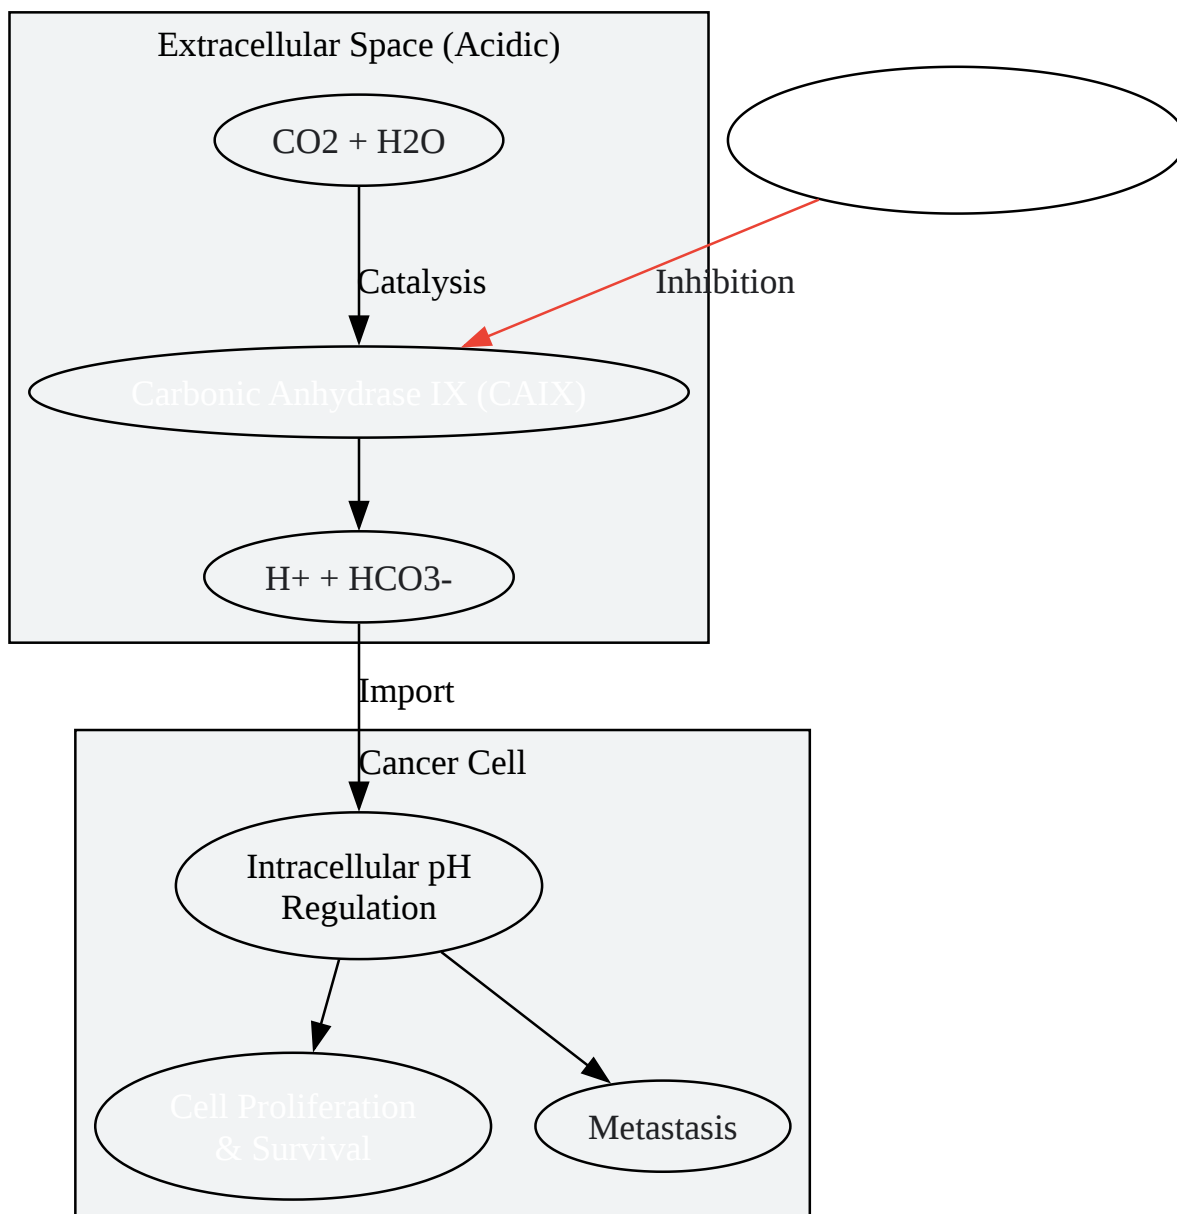 Extracellular Space (Acidic)
CO2 + H2O
Catalysis
Inhibition
Carbonic Anhydrase IX (CAIX)
H+ + HCO3-
Import
Cancer Cell
Intracellular pH
Regulation
Cell Proliferation
& Survival
Metastasis